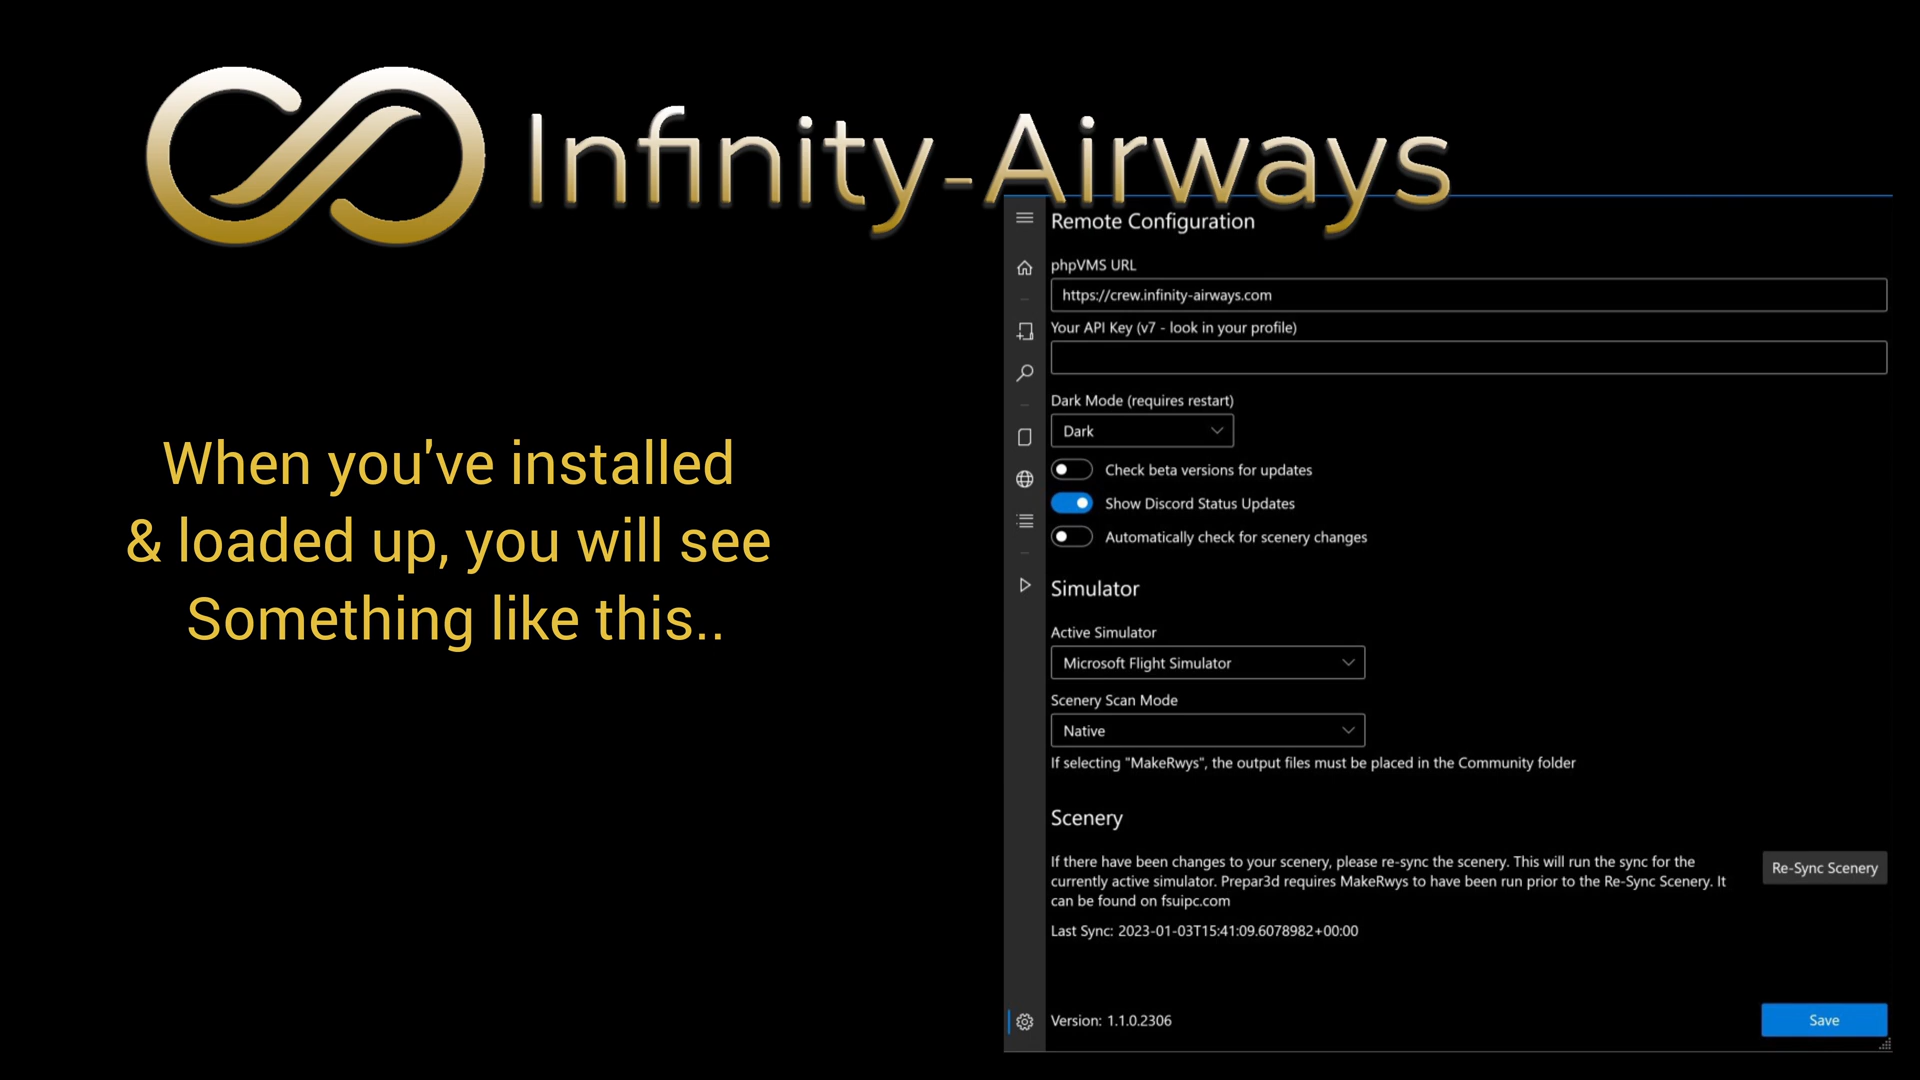 Infinity-Airways
When you've installed
& loaded up, you will see
Something like this..
Remote Configuration
phpVMS URL
https://crew.infinity-airways.com
Your API Key (v7 - look in your profile)
Dark Mode (requires restart)
Dark
Check beta versions for updates
Show Discord Status Updates
Automatically check for scenery changes
Simulator
Active Simulator
Microsoft Flight Simulator
Scenery Scan Mode
Native
If selecting "MakeRwys", the output files must be placed in the Community folder
Scenery
If there have been changes to your scenery, please re-sync the scenery. This will run the sync for the
currently active simulator. Prepar3d requires MakeRwys to have been run prior to the Re-Sync Scenery. It
can be found on fsuipc.com
Re-Sync Scenery
Last Sync: 2023-01-03T15:41:09.6078982+00:00
Version: 1.1.0.2306
Save